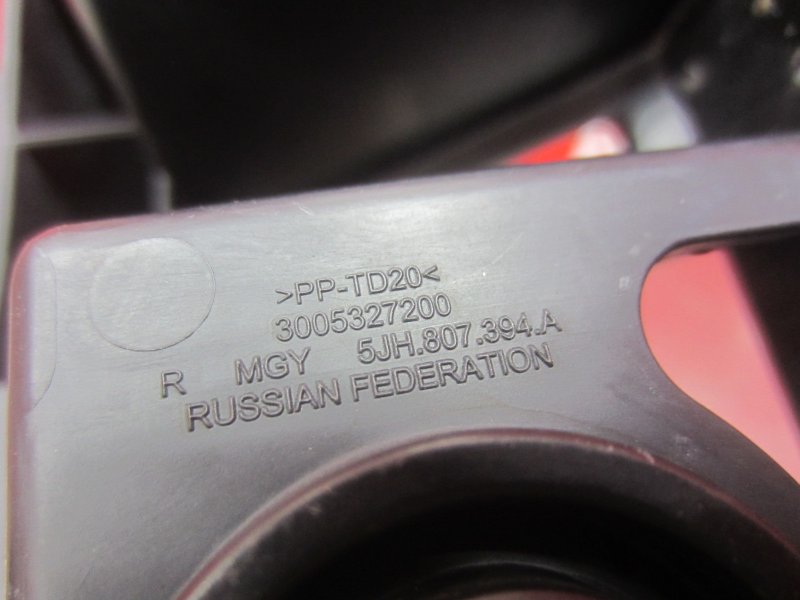 >PP-TD20<
3005327200
R MGY 5JH.807.394.A
RUSSIAN FEDERATION